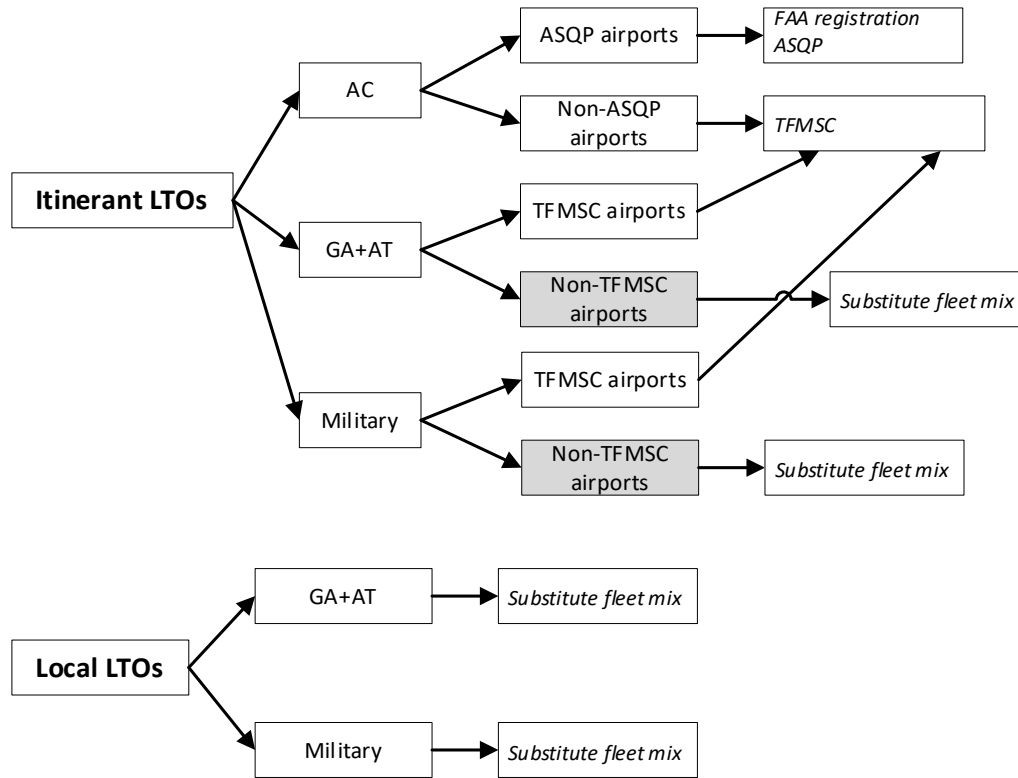 ASQP airports
FAA registration
ASQP
AC
Non-ASQP
airports
TFMSC
Itinerant LTOs
TFMSC airports
GA+AT
Non-TFMSC
airports
Substitute fleet mix
TFMSC airports
Military
Non-TFMSC
airports
Substitute fleet mix
GA+AT
Substitute fleet mix
Local LTOs
Military
Substitute fleet mix